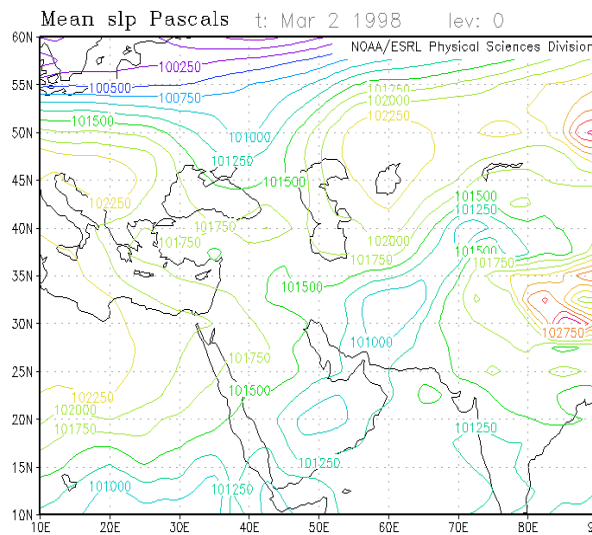 Mean slp Pascals t: Mar 2 1998 lev: 0
60N NOAA/ESRL Physical Sciences Division
100250
55N 101750
100500 102000
100750 102250
101500
50N 101000
101250
45N 101500 101500
102250 101250
40N 101750 102000 101500
101750 101750
35N 101500
30N 101000 102750
101750
25N
102250 101500
102000
20N 101750 101250
15N 101250
101000 101250 101250
10N
10E 20E 30E 40E 50E 60E 70E 80E 9